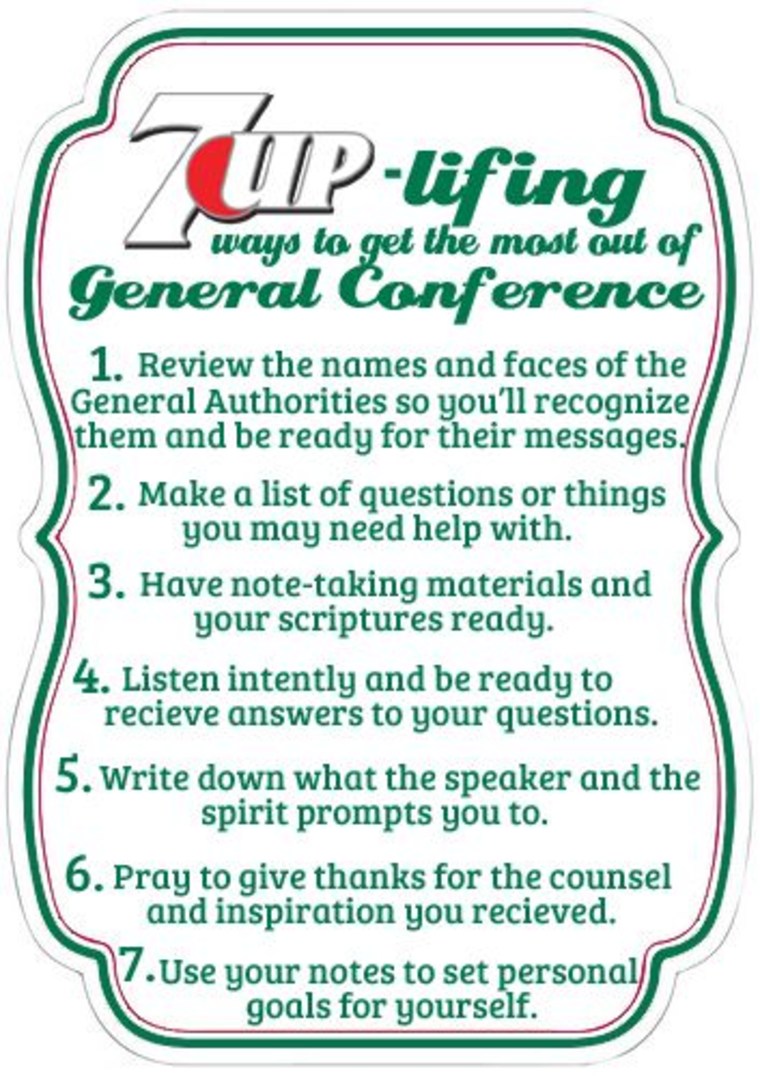 7UP -lifing
ways to get the most out of
General Conference
1. Review the names and faces of the
General Authorities so you'll recognize
them and be ready for their messages.
2. Make a list of questions or things
you may need help with.
3. Have note-taking materials and
your scriptures ready.
4. Listen intently and be ready to
recieve answers to your questions.
5. Write down what the speaker and the
spirit prompts you to.
6. Pray to give thanks for the counsel
and inspiration you recieved.
7. Use your notes to set personal
goals for yourself.